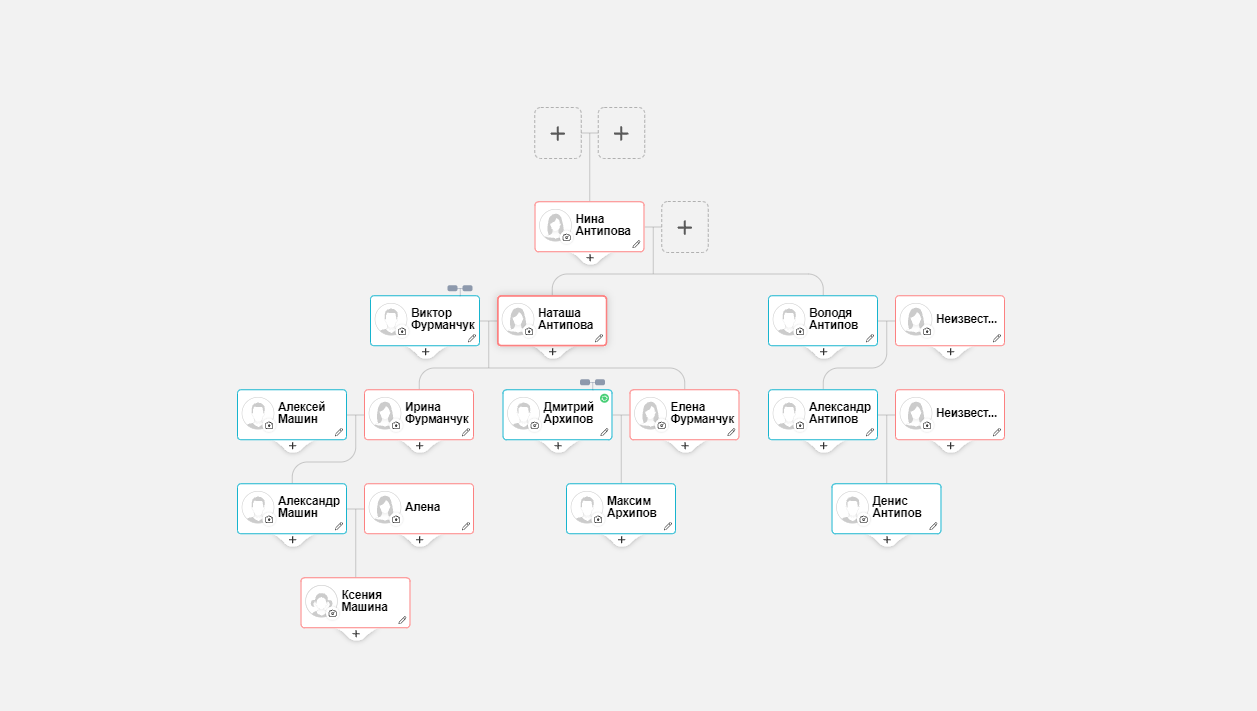 Нина
Антипова
Виктор
Фурманчук
Наташа
Антипова
Володя
Антипов
Неизвест...
Алексей
Машин
Ирина
Фурманчук
Дмитрий
Архипов
Елена
Фурманчук
Александр
Антипов
Неизвест...
Александр
Машин
Алена
Максим
Архипов
Денис
Антипов
Ксения
Машина